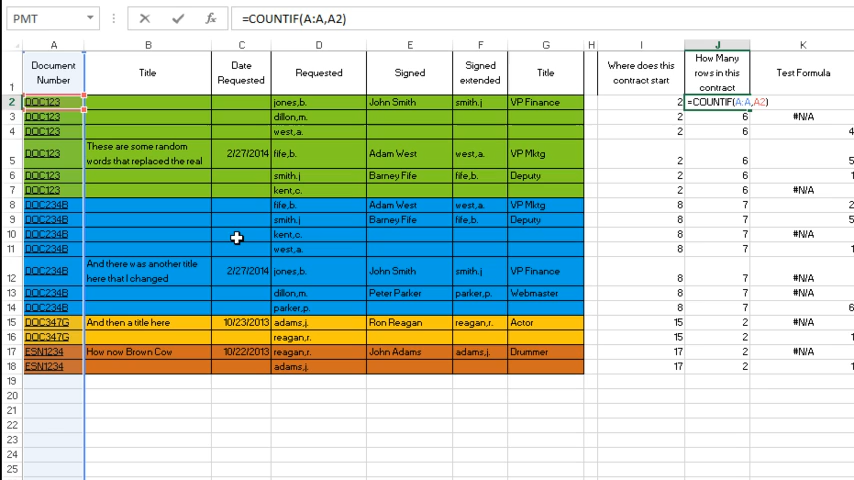 PMT =COUNTIF(A:A,A2)
A B C D E F G H I J K
1 Document Number Title Date Requested Requested Signed Signed extended Title Where does this contract start How Many rows in this contract Test Formula
2 DOC123 jones,b. John Smith smith.j VP Finance 2 =COUNTIF(A:A,A2)
3 DOC123 dillon,m. 2 6 #N/A
4 DOC123 west,a. 2 6 4
5 DOC123 These are some random words that replaced the real 2/27/2014 fife,b. Adam West west,a. VP Mktg 2 6 5
6 DOC123 smith.j Barney Fife fife,b. Deputy 2 6 1
7 DOC123 kent,c. 2 6 #N/A
8 DOC234B fife,b. Adam West west,a. VP Mktg 8 7 2
9 DOC234B smith.j Barney Fife fife,b. Deputy 8 7 5
10 DOC234B kent,c. 8 7 #N/A
11 DOC234B west,a. 8 7 1
12 DOC234B And there was another title here that I changed 2/27/2014 jones,b. John Smith smith.j VP Finance 8 7 #N/A
13 DOC234B dillon,m. Peter Parker parker,p. Webmaster 8 7 #N/A
14 DOC234B parker,p. 8 7 6
15 DOC347G And then a title here 10/23/2013 adams,j. Ron Reagan reagan,r. Actor 15 2 #N/A
16 DOC347G reagan,r. 15 2 1
17 ESN1234 How now Brown Cow 10/22/2013 reagan,r. John Adams adams,j. Drummer 17 2 #N/A
18 ESN1234 adams,j. 17 2 1
19
20
21
22
23
24
25